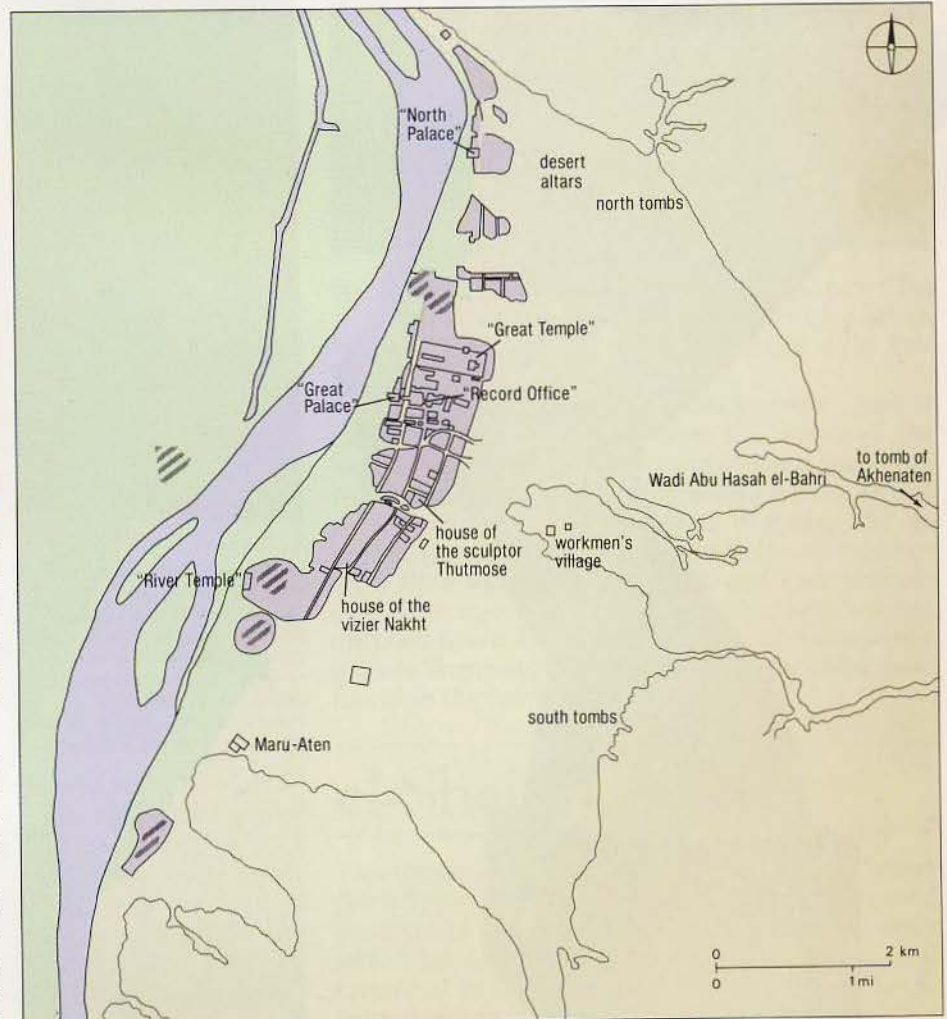 "North
Palace"
desert
altars
north tombs
"Great Temple"
"Great
Palace"
"Record Office"
Wadi Abu Hasah el-Bahri
to tomb of
Akhenaten
house of
the sculptor
Thutmose
workmen's
village
"River Temple"
house of the
vizier Nakht
south tombs
Maru-Aten
0 2 km
0 1mi